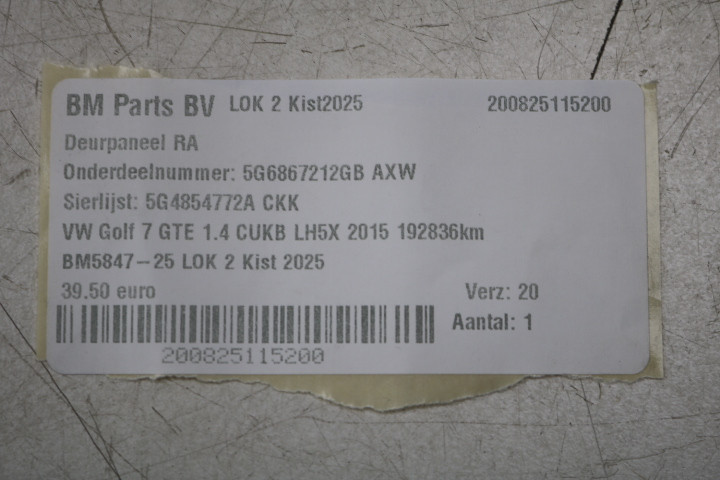 BM Parts BV LOK 2 Kist2025 200825115200
Deurpaneel RA
Onderdeelnummer: 5G6867212GB AXW
Sierlijst: 5G4854772A CKK
VW Golf 7 GTE 1.4 CUKB LH5X 2015 192836km
BM5847-25 LOK 2 Kist 2025
39.50 euro Verz: 20
Aantal: 1
200825115200